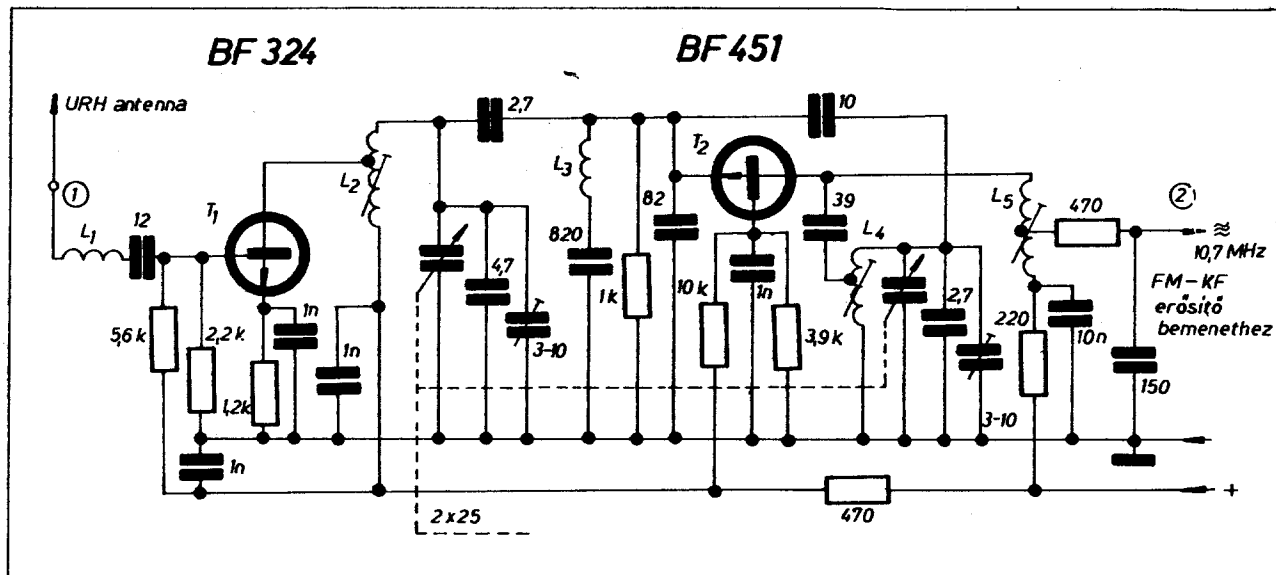 BF 324
BF 451
URH antenna
1
L1
12
T1
L2
2,7
L3
820
1k
82
T2
10
39
L4
L5
470
2
≈
10,7 MHz
FM-KF
erősítő
bemenethez
5,6 k
2,2 k
1,2k
1n
1n
4,7
3-10
10 k
1n
3,9 k
2,7
3-10
220
10n
150
1n
-
2x25
470
+